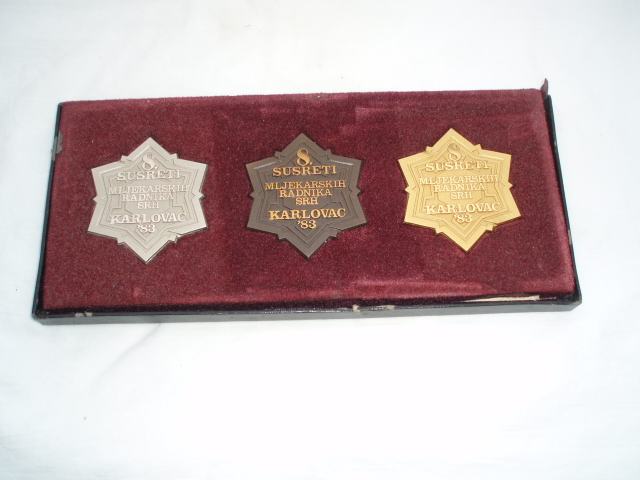 8.
SUSRETI
MLJEKARSKIH
RADNIKA
SRH
KARLOVAC
'83
8.
SUSRETI
MLJEKARSKIH
RADNIKA
SRH
KARLOVAC
'83
8.
SUSRETI
MLJEKARSKIH
RADNIKA
SRH
KARLOVAC
'83